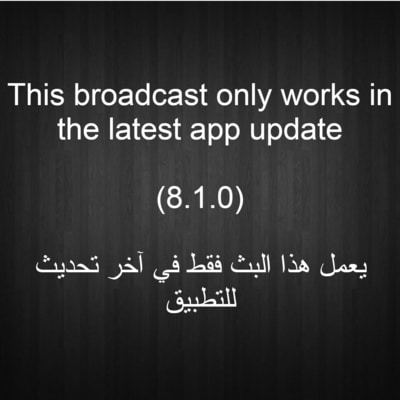 This broadcast only works in
the latest app update
(8.1.0)
يعمل هذا البث فقط في آخر تحديث
للتطبيق